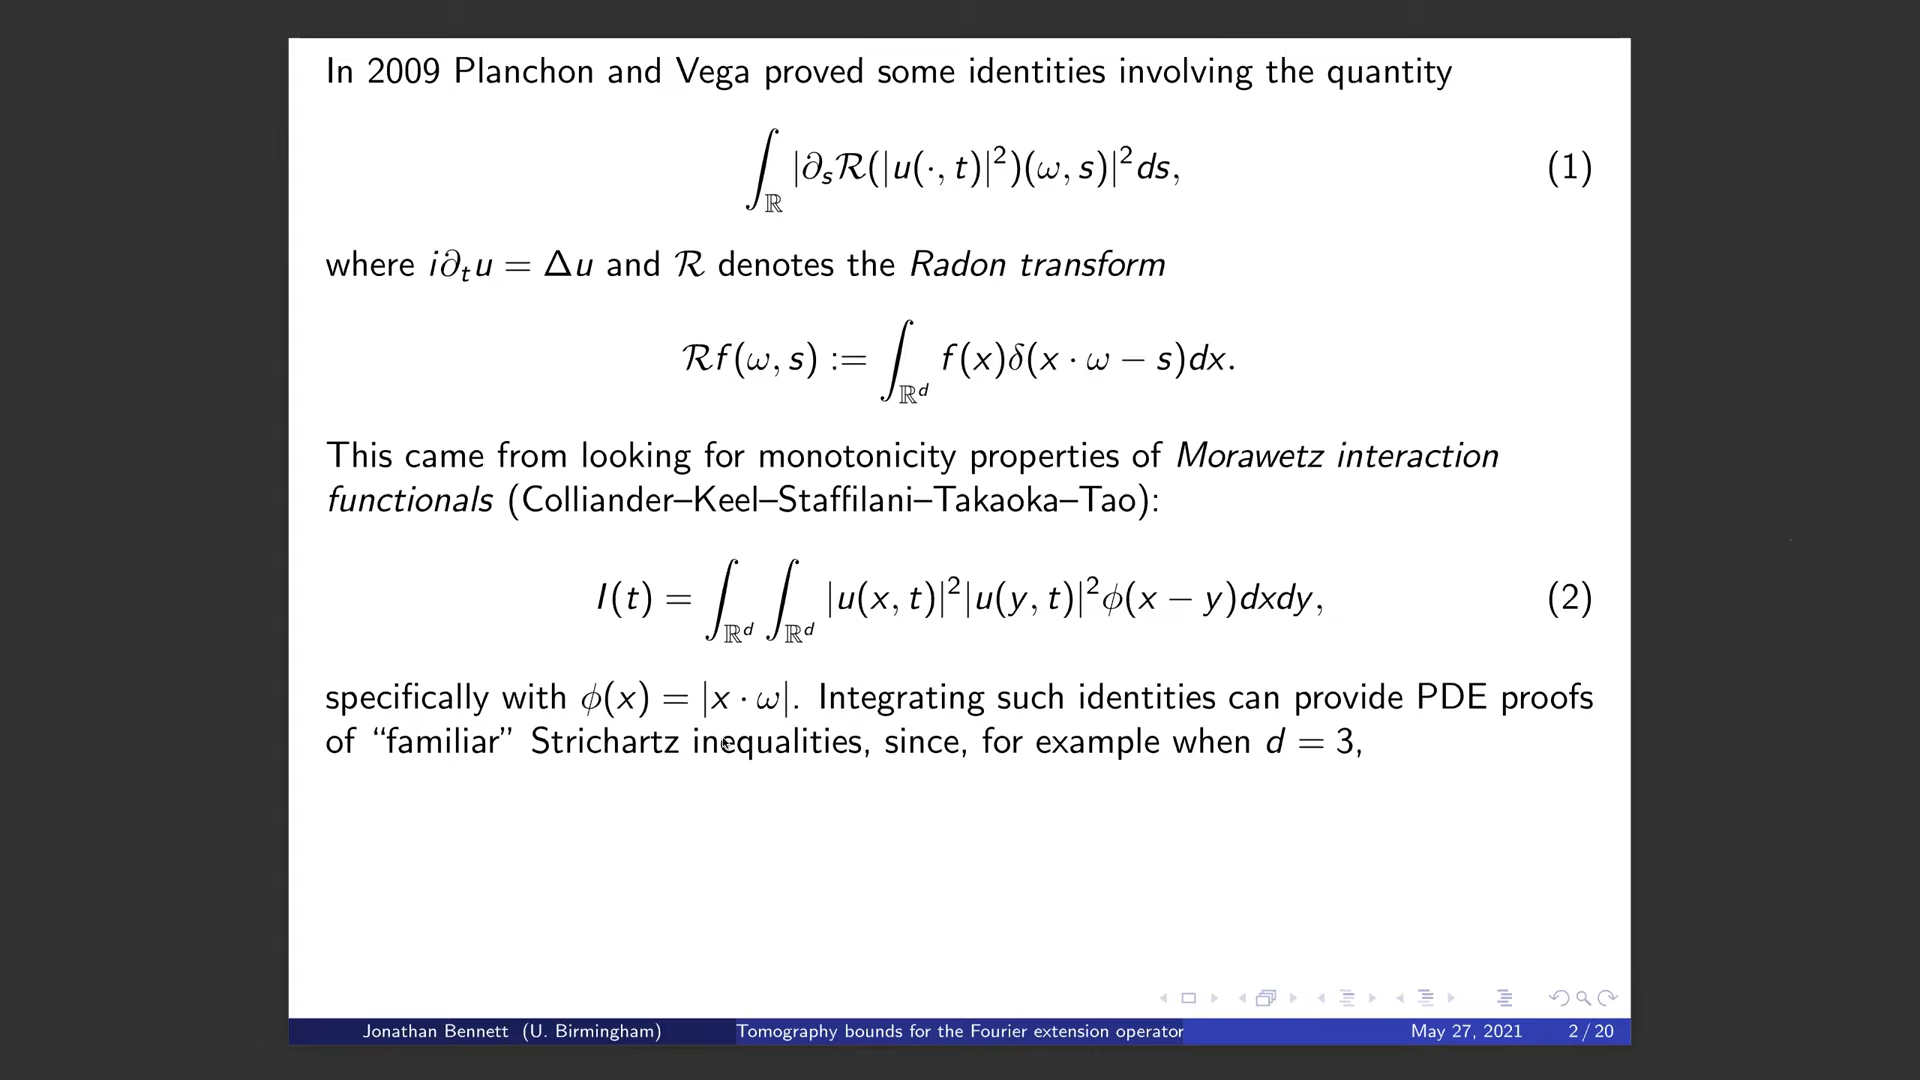 In 2009 Planchon and Vega proved some identities involving the quantity
∫_ℝ |∂_s ℛ(|u(·, t)|²)(ω, s)|² ds, (1)
where i∂_t u = Δu and ℛ denotes the Radon transform
ℛf(ω, s) := ∫_{ℝ^d} f(x)δ(x · ω − s)dx.
This came from looking for monotonicity properties of Morawetz interaction
functionals (Colliander–Keel–Staffilani–Takaoka–Tao):
I(t) = ∫_{ℝ^d} ∫_{ℝ^d} |u(x, t)|²|u(y, t)|²ϕ(x − y)dxdy, (2)
specifically with ϕ(x) = |x · ω|. Integrating such identities can provide PDE proofs
of “familiar” Strichartz inequalities, since, for example when d = 3,
Jonathan Bennett (U. Birmingham) Tomography bounds for the Fourier extension operator May 27, 2021 2 / 20